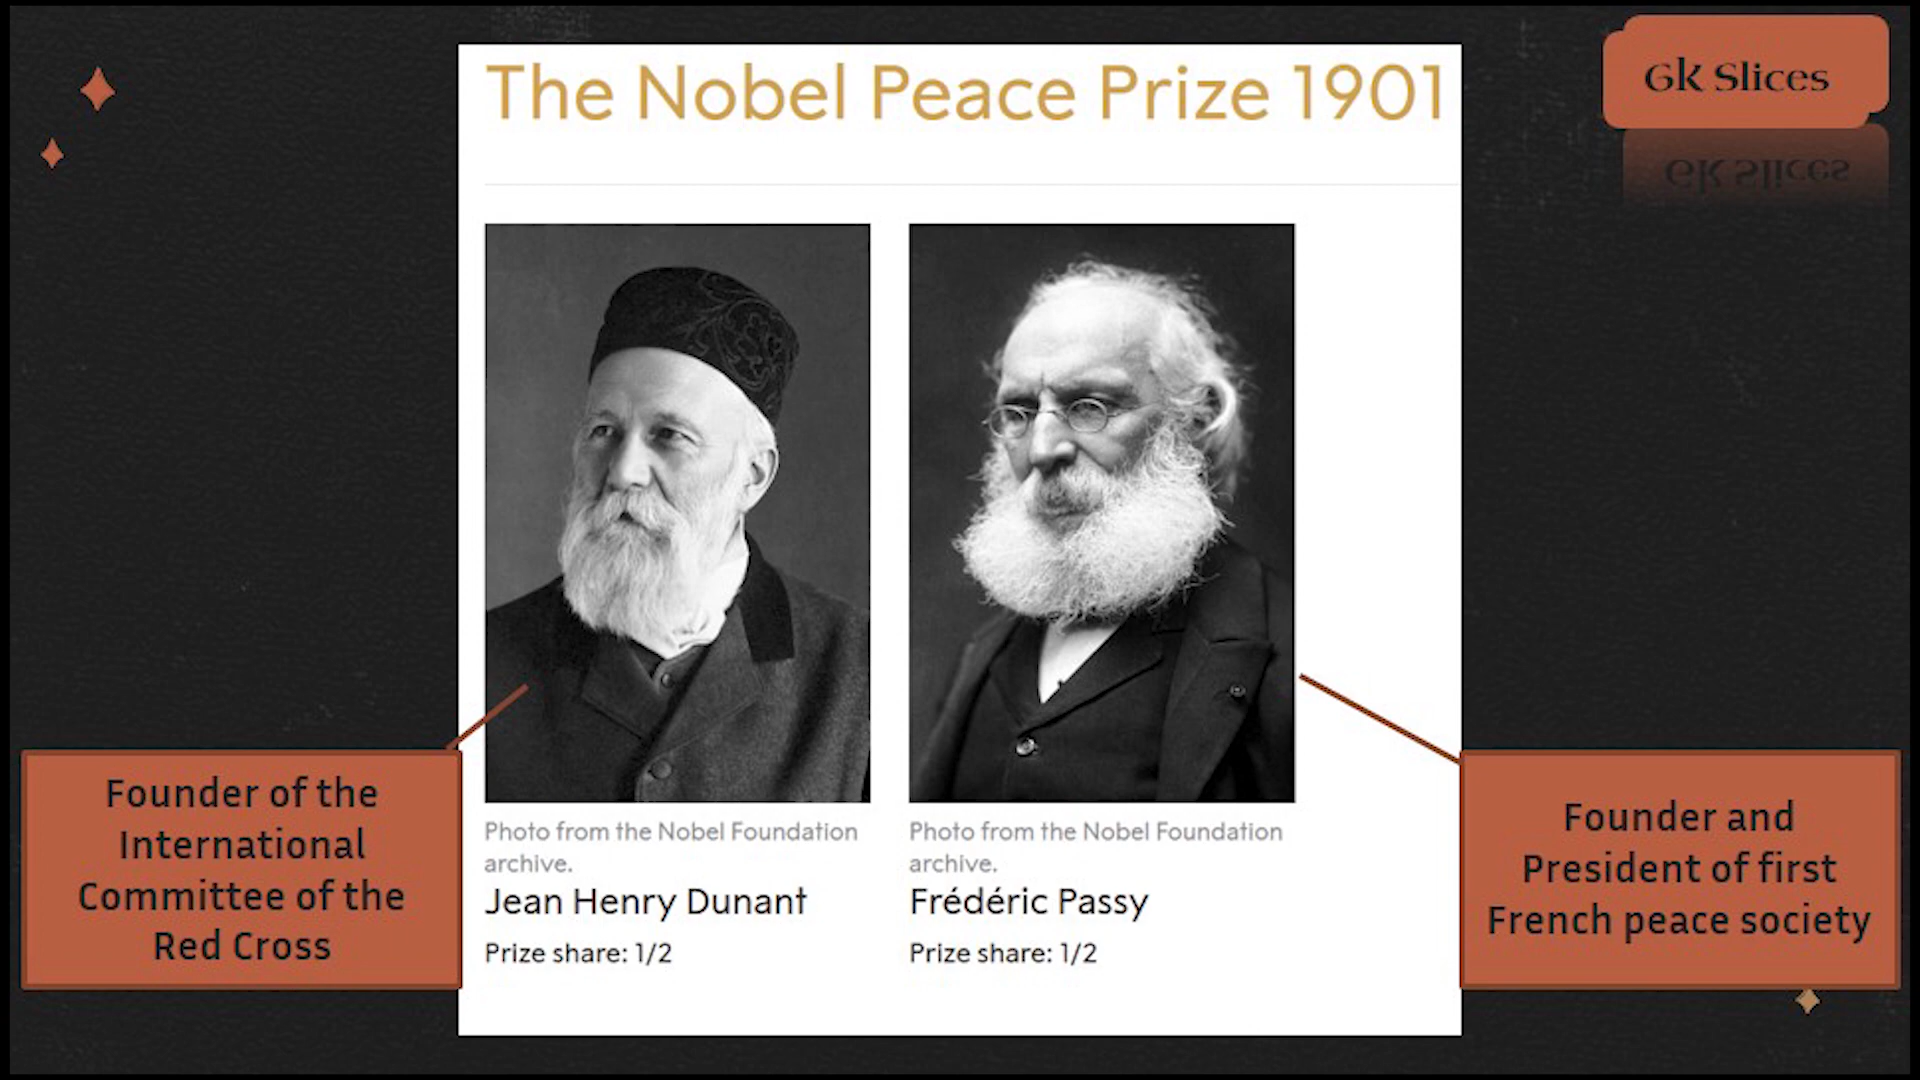 The Nobel Peace Prize 1901
Gk Slices
Gk Slices
Founder of the
International
Committee of the
Red Cross
Photo from the Nobel Foundation
archive.
Jean Henry Dunant
Prize share: 1/2
Photo from the Nobel Foundation
archive.
Frédéric Passy
Prize share: 1/2
Founder and
President of first
French peace society